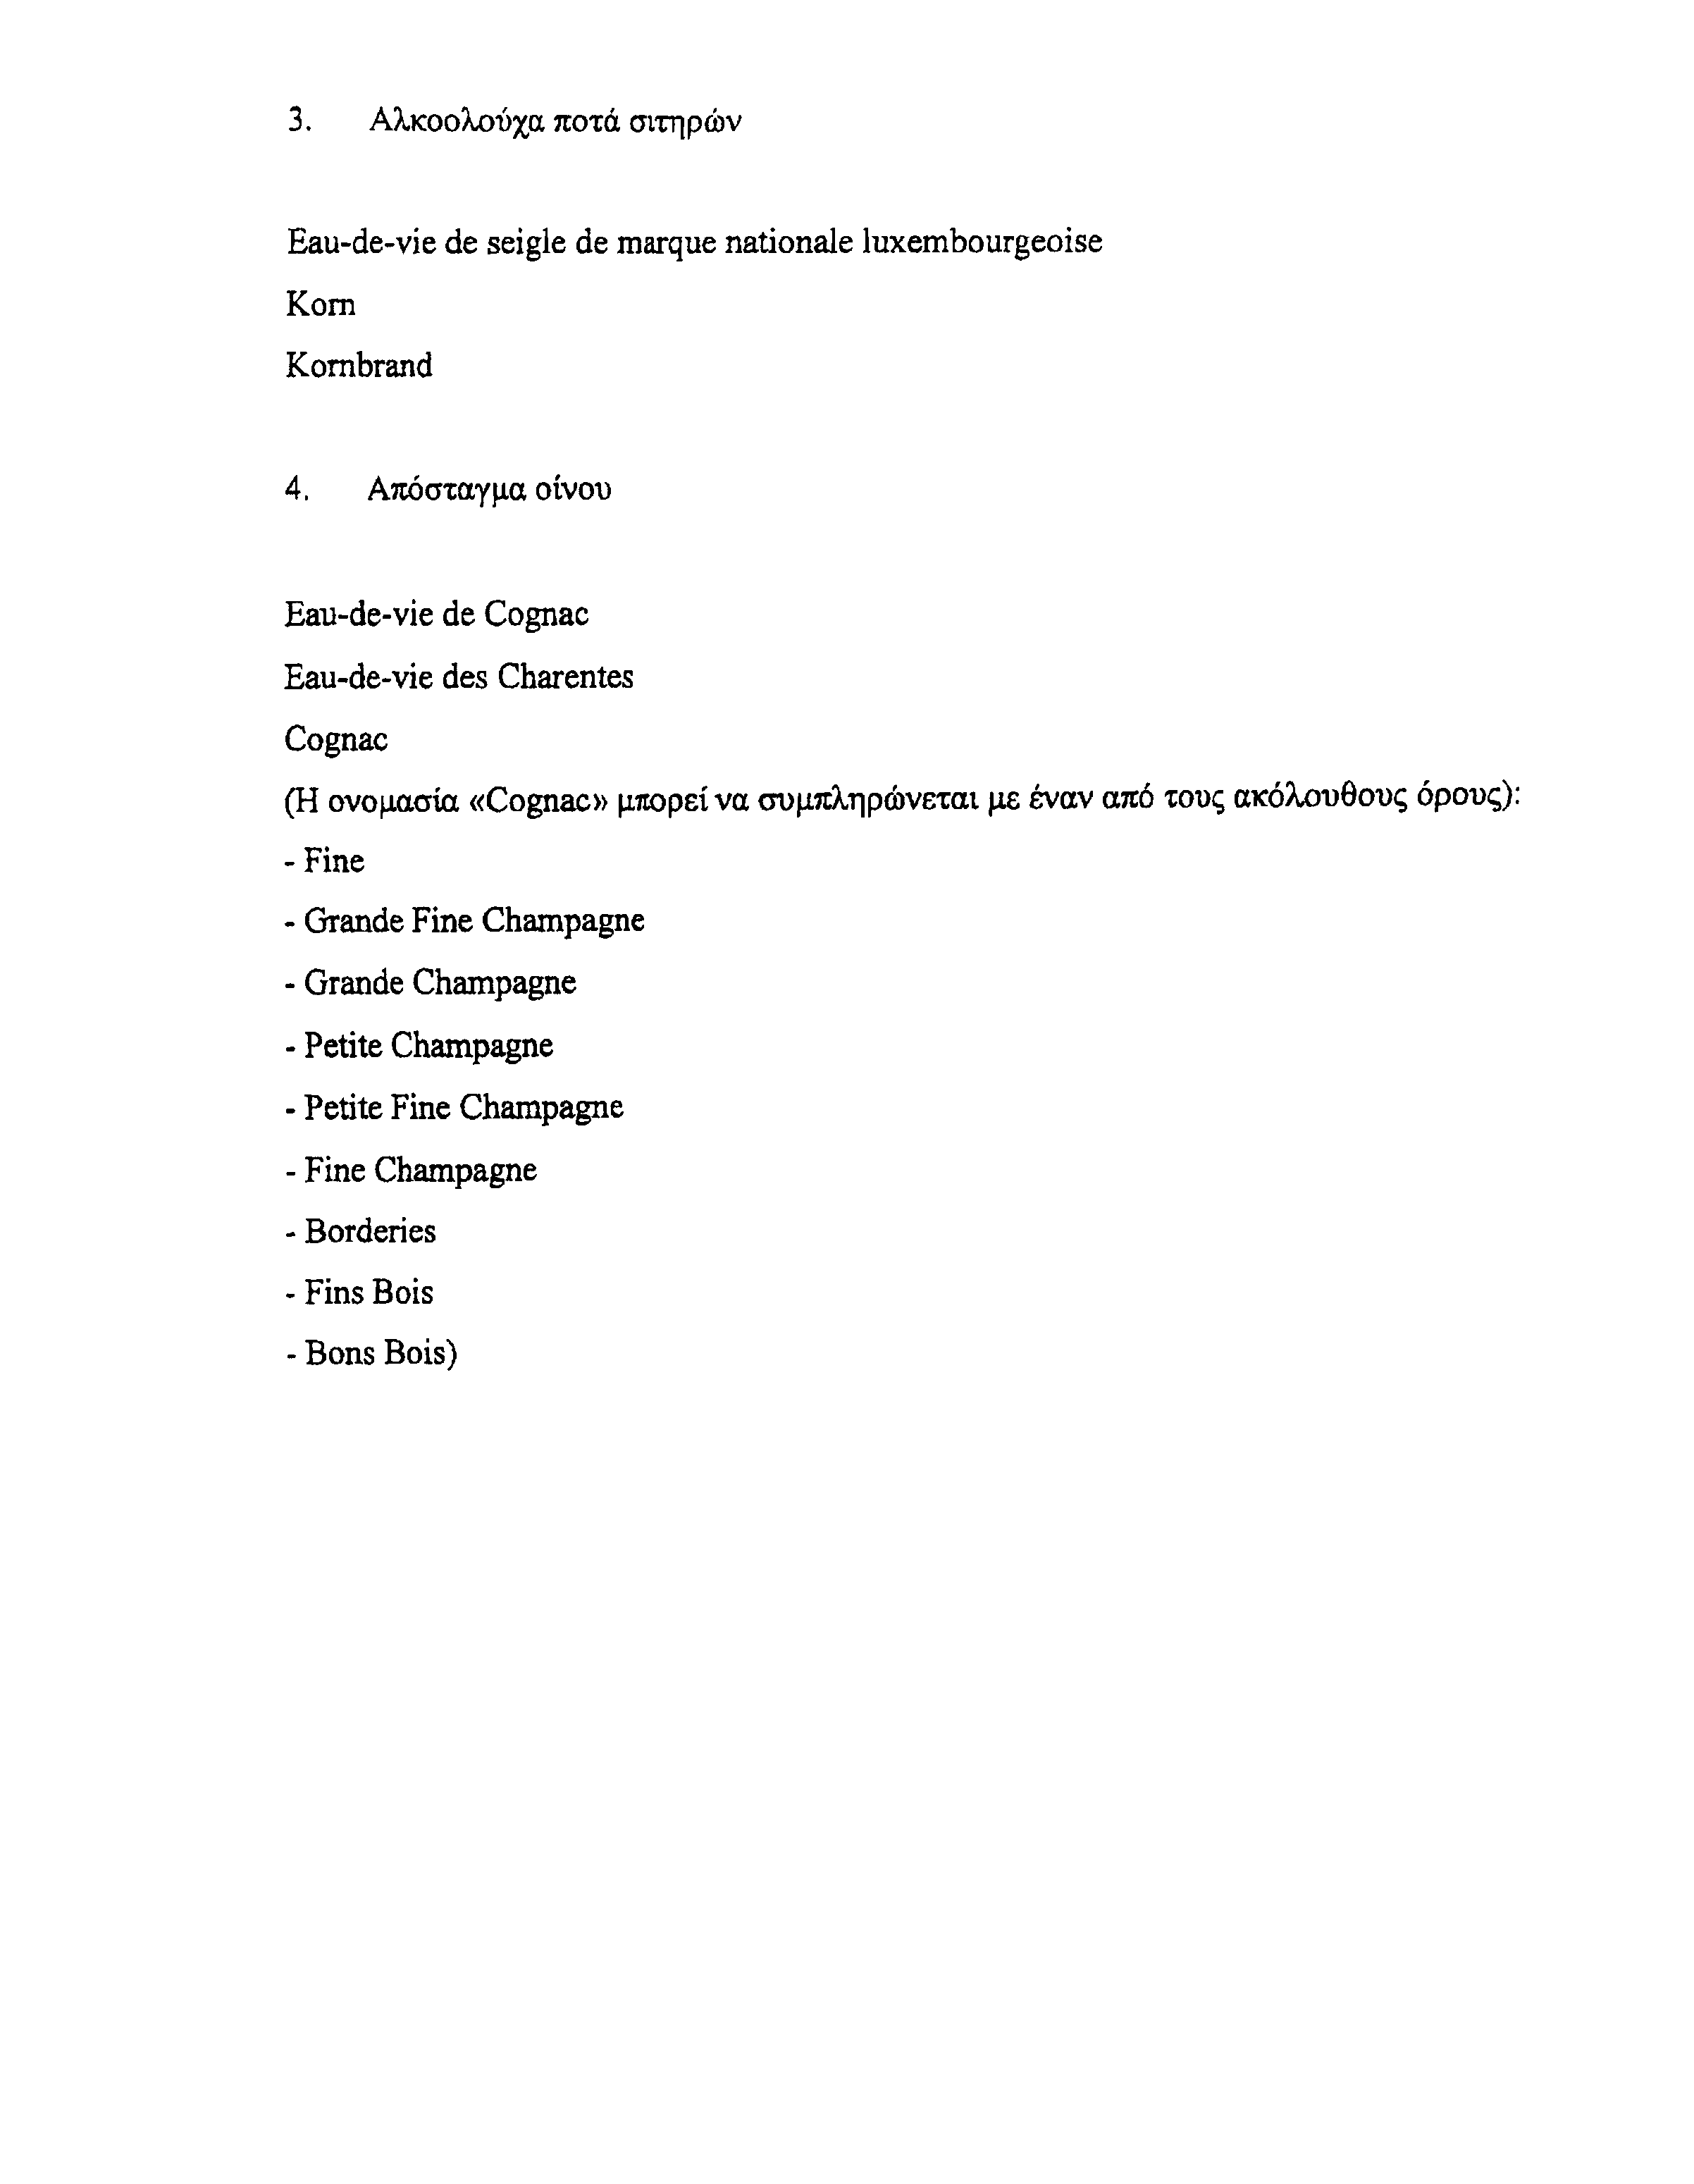 3. Αλκοολούχα ποτά σιτηρών
Eau-de-vie de seigle de marque nationale luxembourgeoise
Korn
Kornbrand
4. Απόσταγμα οίνου
Eau-de-vie de Cognac
Eau-de-vie des Charentes
Cognac
(Η ονομασία «Cognac» μπορεί να συμπληρώνεται με έναν από τους ακόλουθους όρους):
- Fine
- Grande Fine Champagne
- Grande Champagne
- Petite Champagne
- Petite Fine Champagne
- Fine Champagne
- Borderies
- Fins Bois
- Bons Bois)